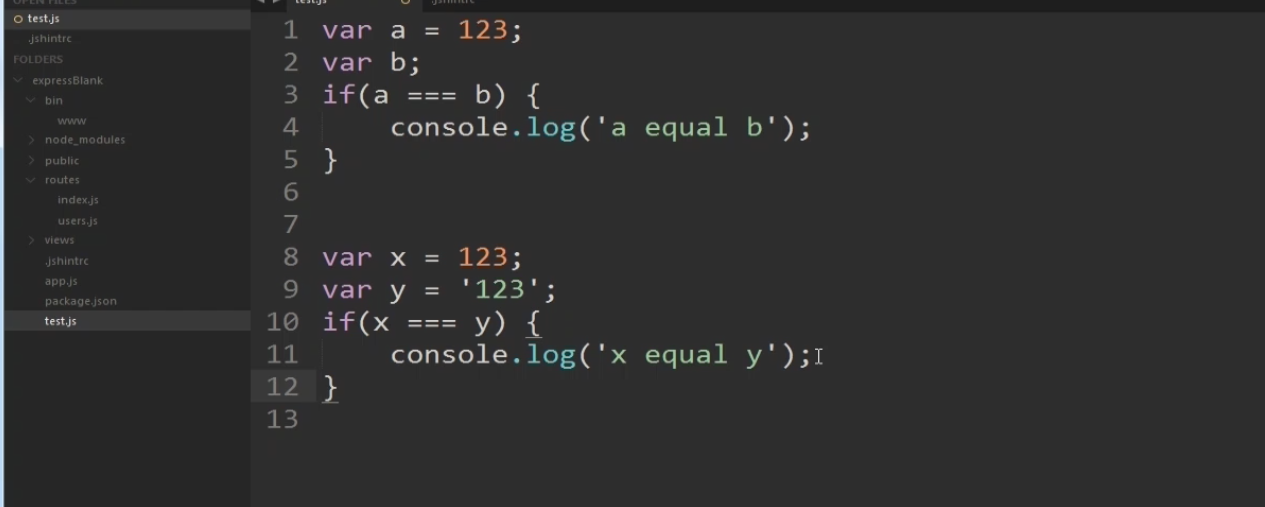 OPEN FILES
test.js
.jshintrc
FOLDERS
expressBlank
bin
www
node_modules
public
routes
index.js
users.js
views
.jshintrc
app.js
package.json
test.js
test.js .jshintrc
1 var a = 123;
2 var b;
3 if(a === b) {
4 console.log('a equal b');
5 }
6
7
8 var x = 123;
9 var y = '123';
10 if(x === y) {
11 console.log('x equal y');
12 }
13